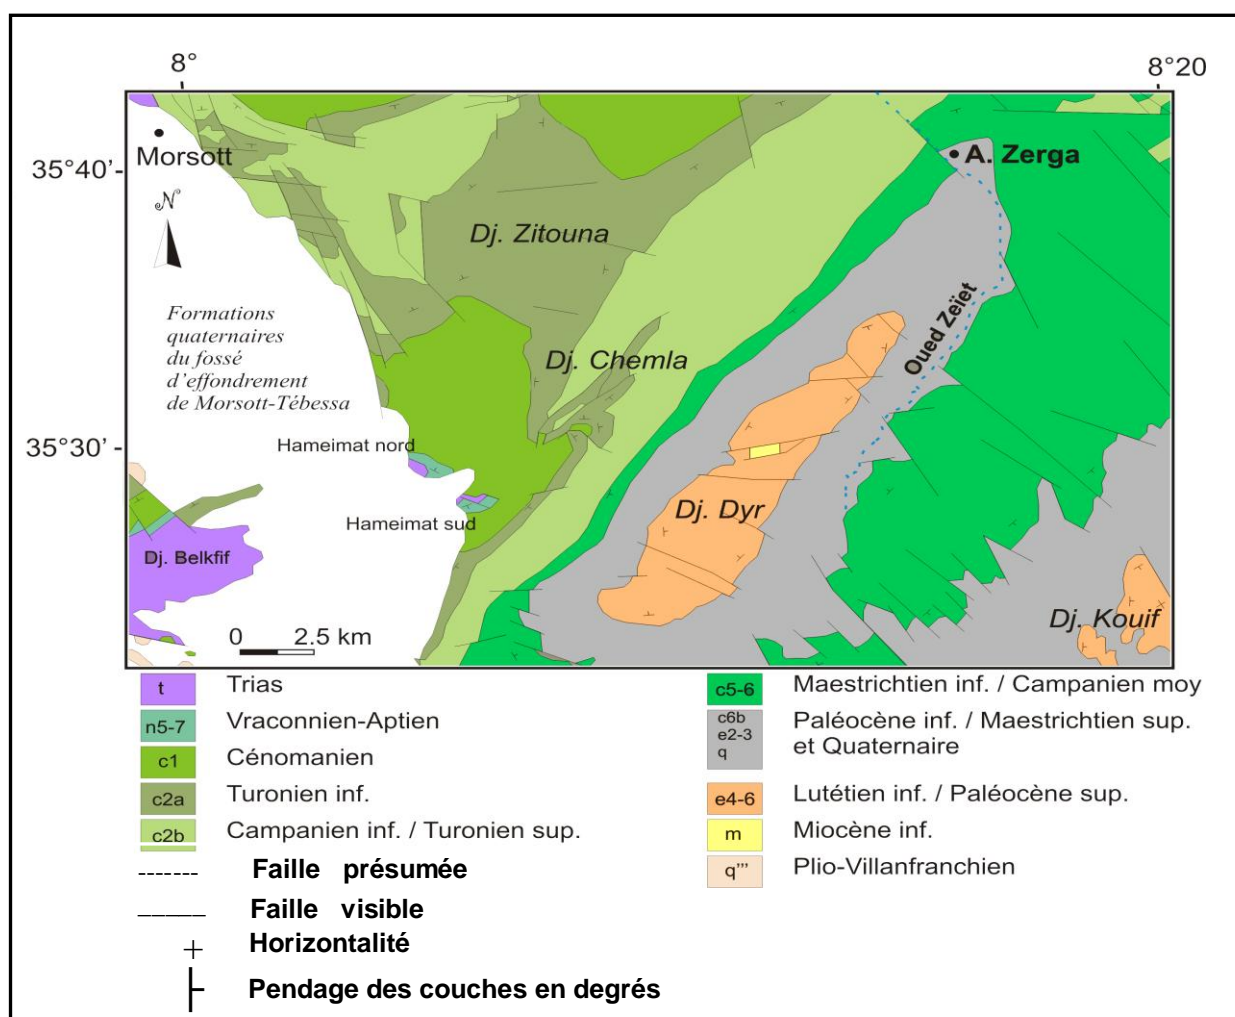 8°
8°20
Morsott
A. Zerga
35°40'
N
Dj. Zitouna
Oued Zeïet
Formations
quaternaires
du fossé
d'effondrement
de Morsott-Tébessa
Dj. Chemla
35°30'
Hameimat nord
Hameimat sud
Dj. Dyr
Dj. Belkfif
Dj. Kouif
0 2.5 km
t Trias
n5-7 Vraconnien-Aptien
c1 Cénomanien
c2a Turonien inf.
c2b Campanien inf. / Turonien sup.
Faille présumée
Faille visible
Horizontalité
Pendage des couches en degrés
c5-6 Maestrichtien inf. / Campanien moy
c6b
e2-3
q
Paléocène inf. / Maestrichtien sup.
et Quaternaire
e4-6 Lutétien inf. / Paléocène sup.
m Miocène inf.
q''' Plio-Villanfranchien